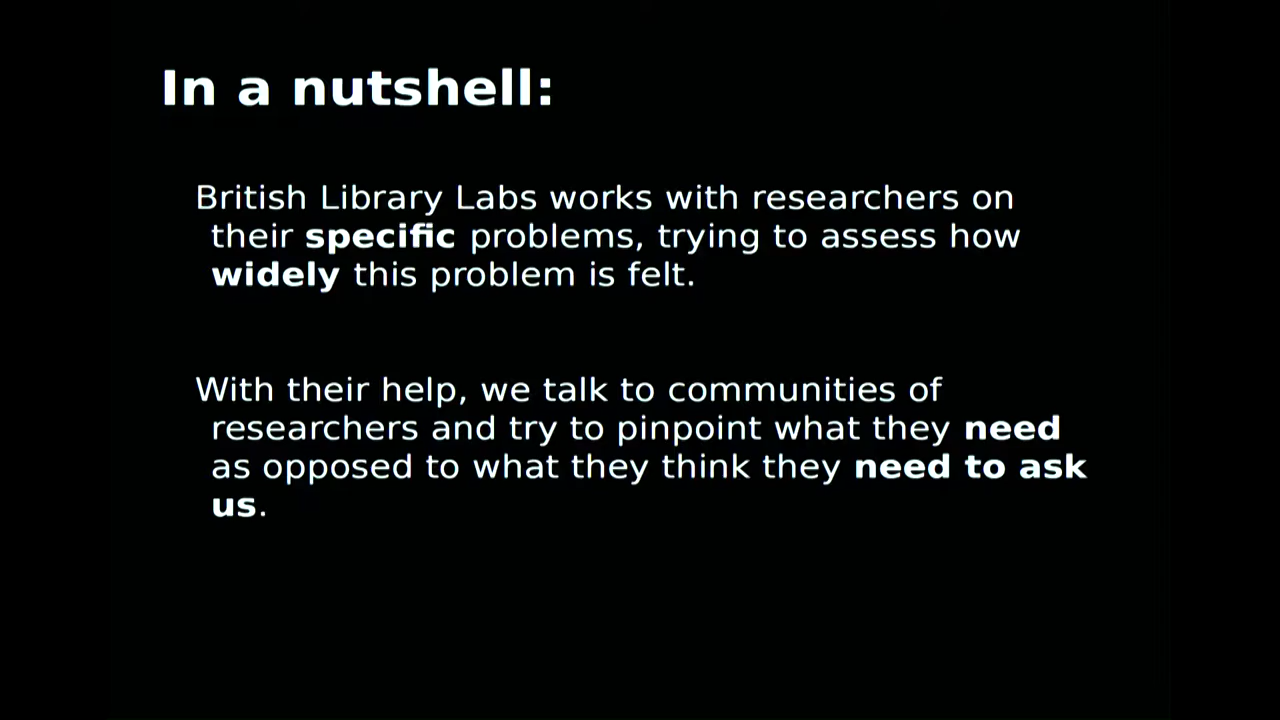 In a nutshell:
British Library Labs works with researchers on
their specific problems, trying to assess how
widely this problem is felt.
With their help, we talk to communities of
researchers and try to pinpoint what they need
as opposed to what they think they need to ask
us.